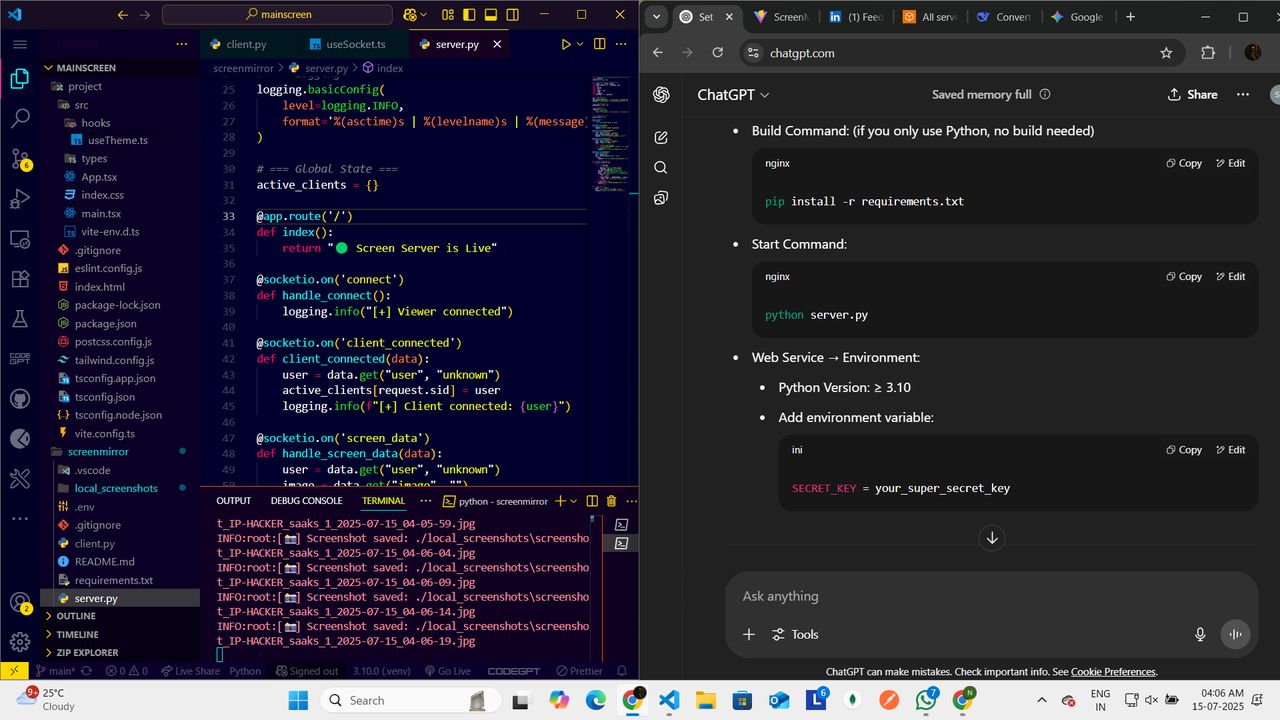 mainscreen
client.py
useSocket.ts
server.py
screenmirror > server.py > index
MAINSCREEN
project
src
hooks
useTheme.ts
types
App.tsx
index.css
main.tsx
vite-env.d.ts
.gitignore
eslint.config.js
index.html
package-lock.json
package.json
postcss.config.js
tailwind.config.js
tsconfig.app.json
tsconfig.json
tsconfig.node.json
vite.config.ts
screenmirror
.vscode
local_screenshots
.env
.gitignore
client.py
README.md
requirements.txt
server.py
OUTLINE
TIMELINE
ZIP EXPLORER
25 logging.basicConfig(
26 level=logging.INFO,
27 format='%(asctime)s | %(levelname)s | %(message)
28 )
29
30 # === Global State ===
31 active_clients = {}
32
33 @app.route('/')
34 def index():
35 return "🟢 Screen Server is Live"
36
37 @socketio.on('connect')
38 def handle_connect():
39 logging.info("[+] Viewer connected")
40
41 @socketio.on('client_connected')
42 def client_connected(data):
43 user = data.get("user", "unknown")
44 active_clients[request.sid] = user
45 logging.info(f"[+] Client connected: {user}")
46
47 @socketio.on('screen_data')
48 def handle_screen_data(data):
49 user = data.get("user", "unknown")
50 image = data.get("image", "")
OUTPUT DEBUG CONSOLE TERMINAL ··· python - screenmirror
t_IP-HACKER_saaks_1_2025-07-15_04-05-59.jpg
INFO:root:[📷] Screenshot saved: ./local_screenshots\screensho
t_IP-HACKER_saaks_1_2025-07-15_04-06-04.jpg
INFO:root:[📷] Screenshot saved: ./local_screenshots\screensho
t_IP-HACKER_saaks_1_2025-07-15_04-06-09.jpg
INFO:root:[📷] Screenshot saved: ./local_screenshots\screensho
t_IP-HACKER_saaks_1_2025-07-15_04-06-14.jpg
INFO:root:[📷] Screenshot saved: ./local_screenshots\screensho
t_IP-HACKER_saaks_1_2025-07-15_04-06-19.jpg
main* 0 0 Live Share Python Signed out 3.10.0 (.venv) Go Live CODEGPT Prettier
6
2
CODE GPT
Set
ScreenM
(1) Feed
All servi
Convert
Google
chatgpt.com
ChatGPT
Saved memory full
Share
Build Command: (if you only use Python, no build needed)
Copy Edit
pip install -r requirements.txt
• Start Command:
nginx Copy Edit
python server.py
• Web Service → Environment:
• Python Version: ≥ 3.10
• Add environment variable:
ini Copy Edit
SECRET_KEY = your_super_secret_key
Ask anything
Tools
ChatGPT can make mistakes. Check important info. See Cookie Preferences.
9+
25°C
Cloudy
Search
6
7
N
ENG
IN
04:06 AM
15-07-2025